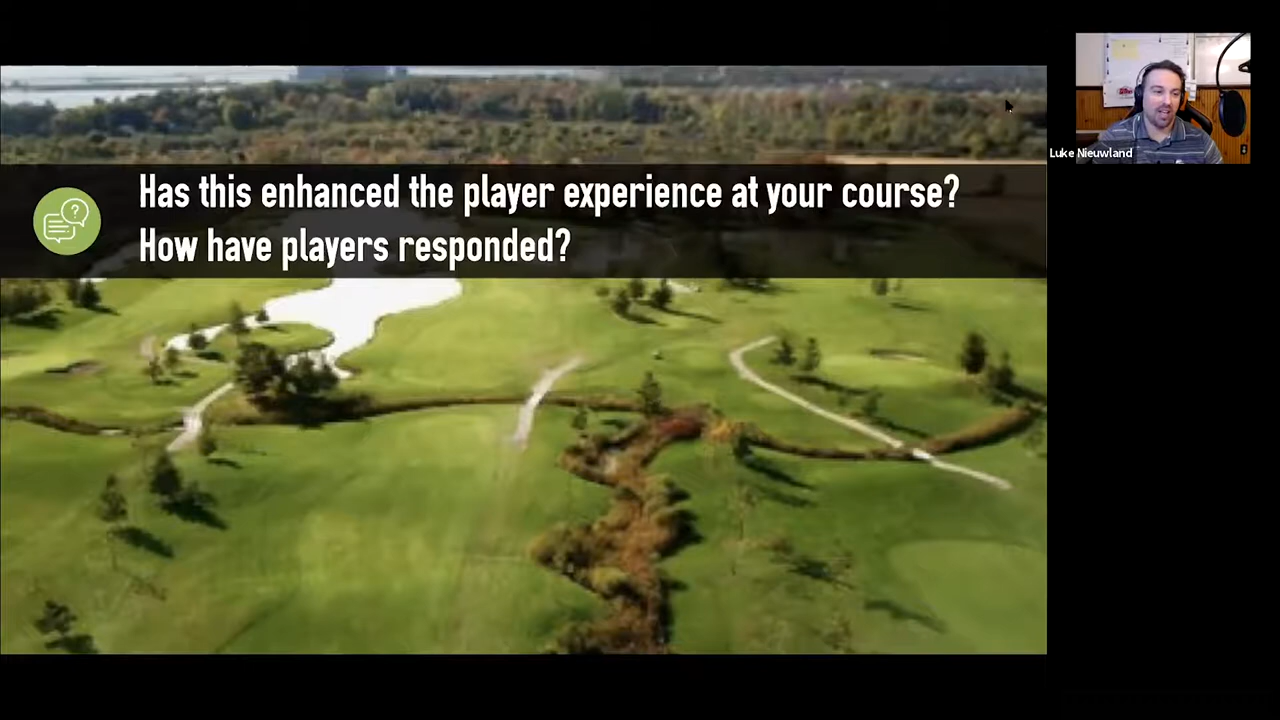 Has this enhanced the player experience at your course?
How have players responded?
Luke Nieuwland